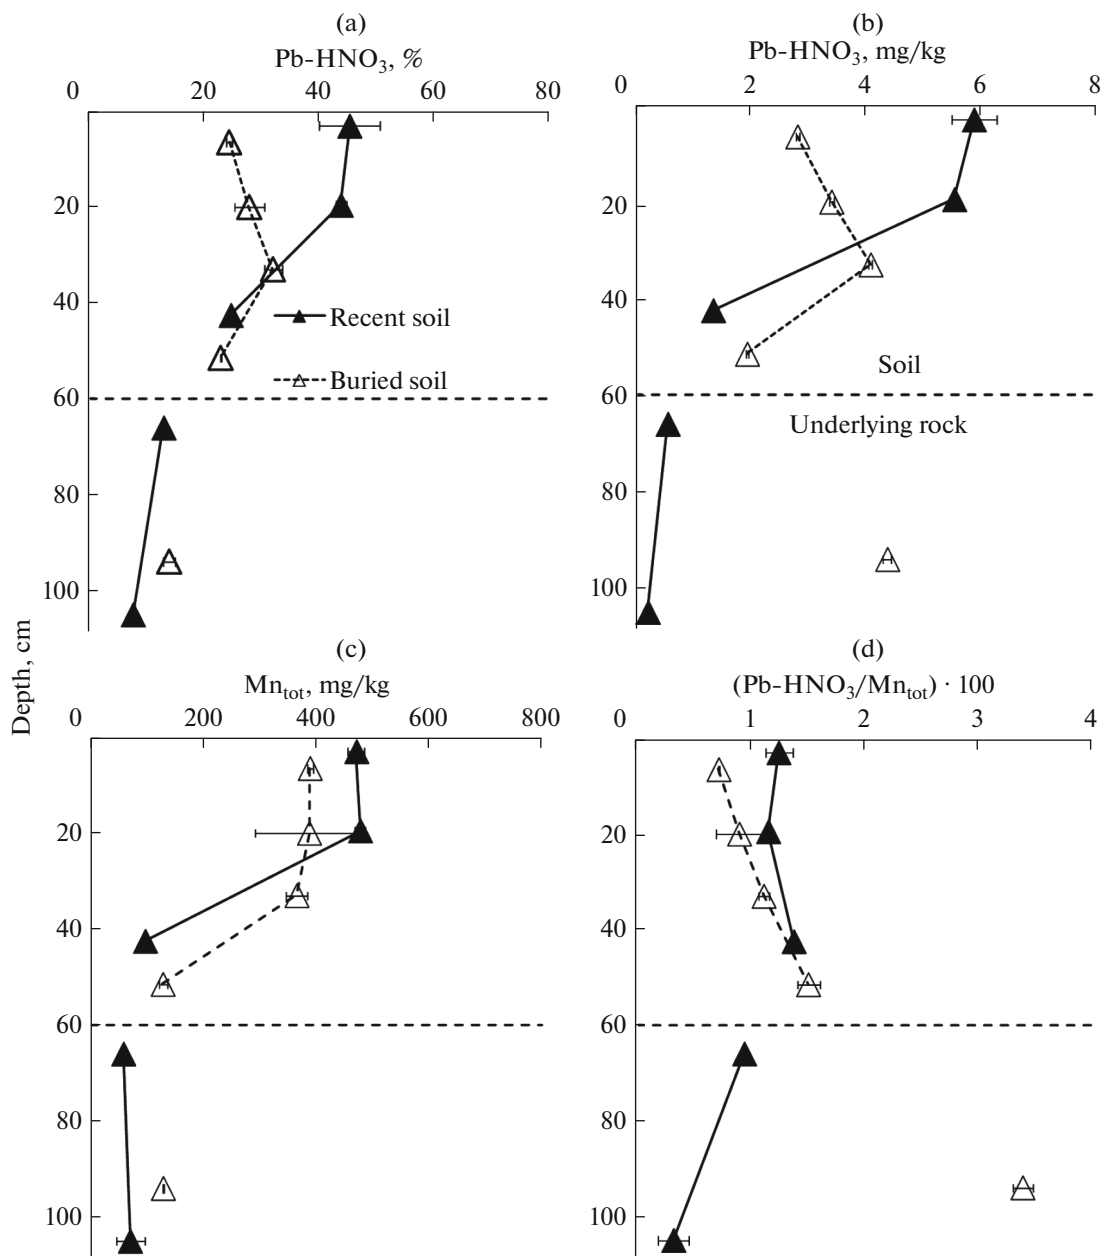 (a)
Pb-HNO₃, %
0 20 40 60 80
20
40
60
80
100
Recent soil
Buried soil
(b)
Pb-HNO₃, mg/kg
0 2 4 6 8
20
40
60
80
100
Soil
Underlying rock
Depth, cm
(c)
Mnₜₒₜ, mg/kg
0 200 400 600 800
20
40
60
80
100
(d)
(Pb-HNO₃/Mnₜₒₜ) · 100
0 1 2 3 4
20
40
60
80
100